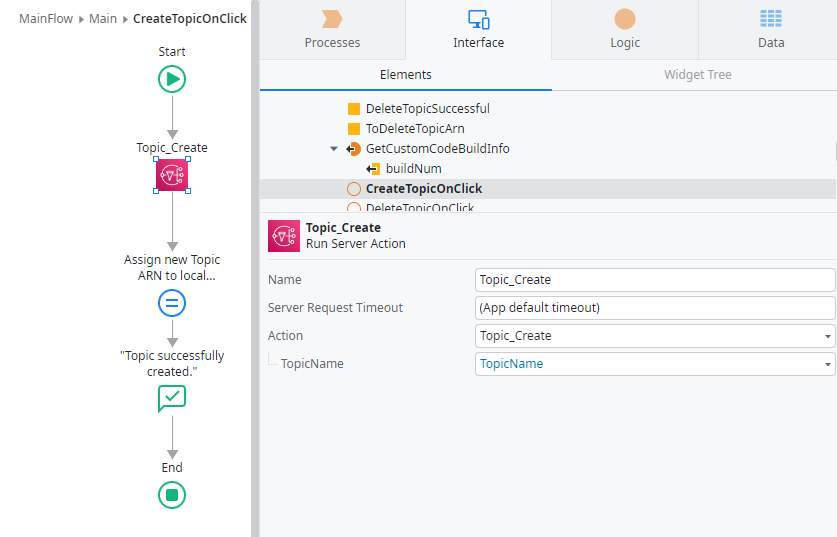 MainFlow Main CreateTopicOnClick
Start
Topic_Create
Assign new Topic
ARN to local...
"Topic successfully
created."
End
Processes
Interface
Logic
Data
Elements
Widget Tree
DeleteTopicSuccessful
ToDeleteTopicArn
GetCustomCodeBuildInfo
buildNum
CreateTopicOnClick
DeleteTopicOnClick
Topic_Create
Run Server Action
Name Topic_Create
Server Request Timeout (App default timeout)
Action Topic_Create
TopicName TopicName